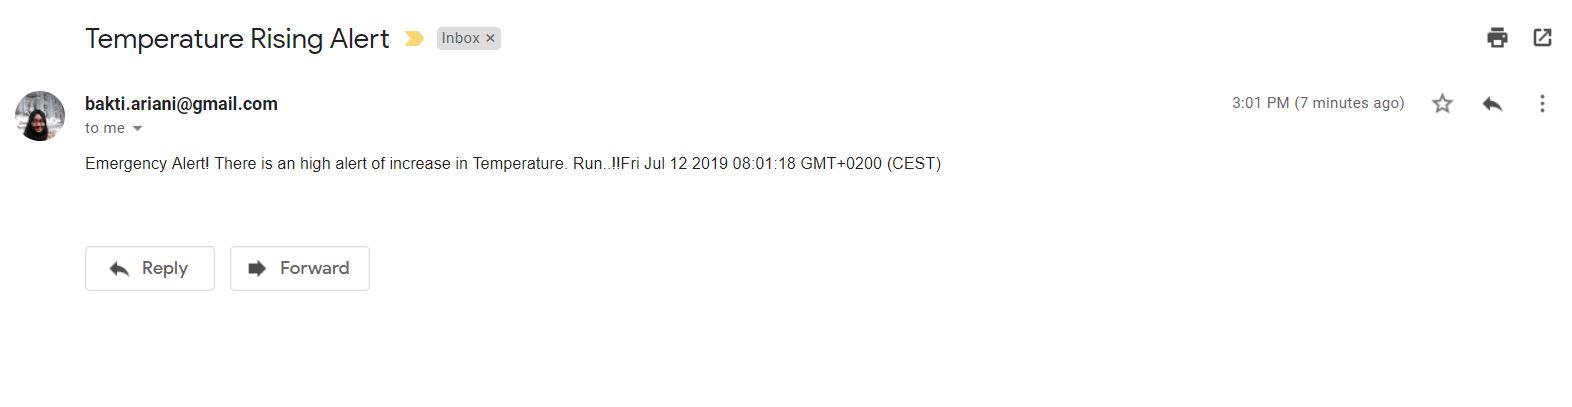 Temperature Rising Alert Inbox ×
bakti.ariani@gmail.com 3:01 PM (7 minutes ago)
to me
Emergency Alert! There is an high alert of increase in Temperature. Run..!!Fri Jul 12 2019 08:01:18 GMT+0200 (CEST)
Reply Forward